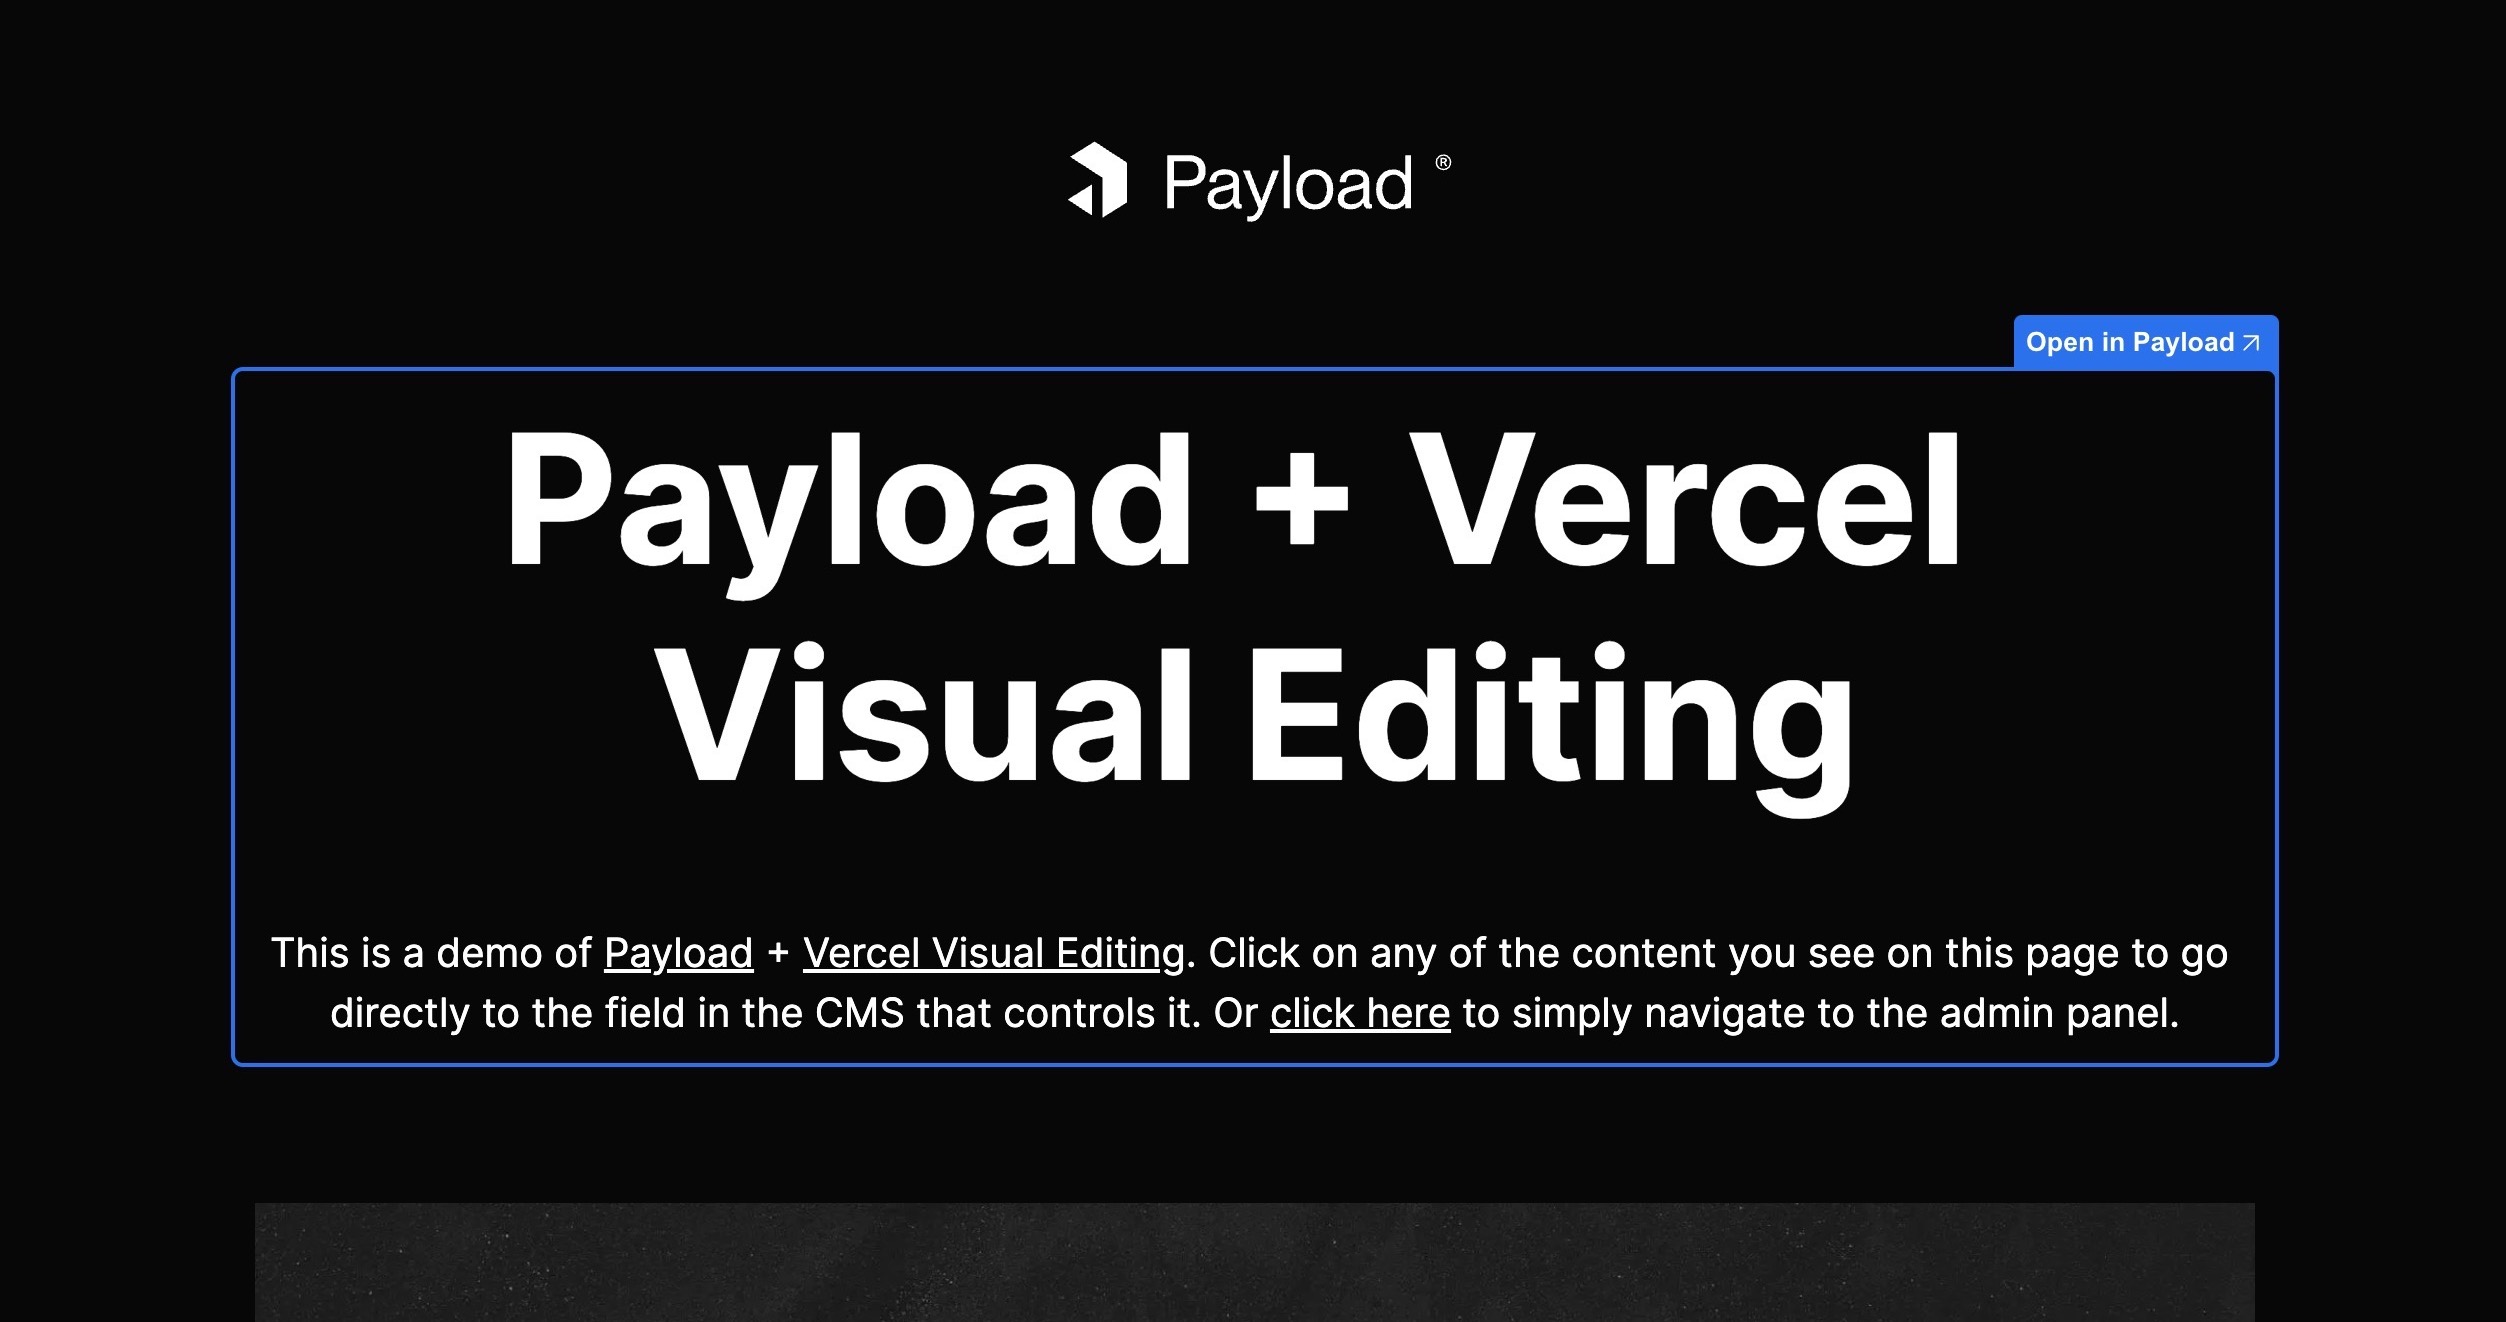 Payload ®
Open in Payload
Payload + Vercel
Visual Editing
This is a demo of Payload + Vercel Visual Editing. Click on any of the content you see on this page to go
directly to the field in the CMS that controls it. Or click here to simply navigate to the admin panel.